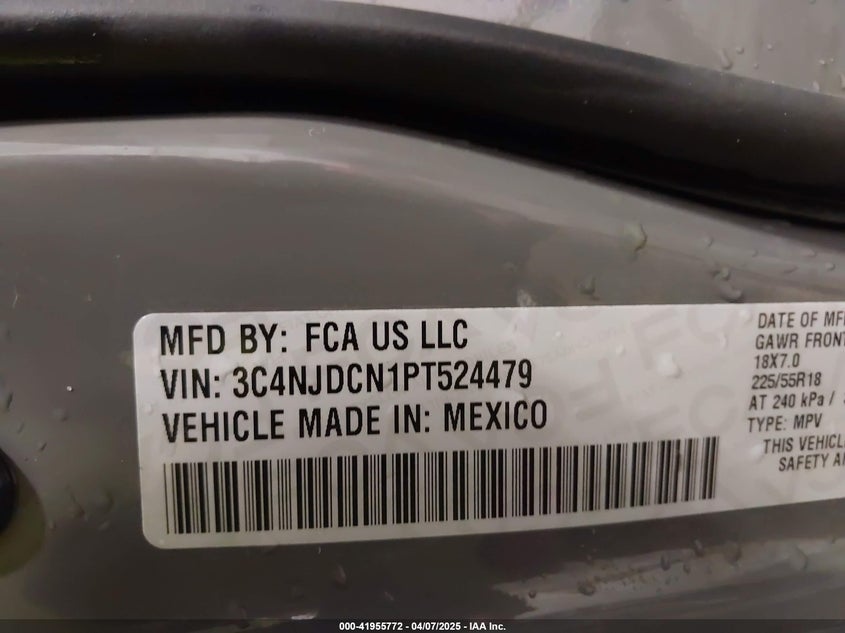 MFD BY: FCA US LLC
VIN: 3C4NJDCN1PT524479
VEHICLE MADE IN: MEXICO
DATE OF MF
GAWR FRONT
18X7.0
225/55R18
AT 240 kPa /
TYPE: MPV
THIS VEHICL
SAFETY A
000-41955772 - 04/07/2025 - IAA Inc.